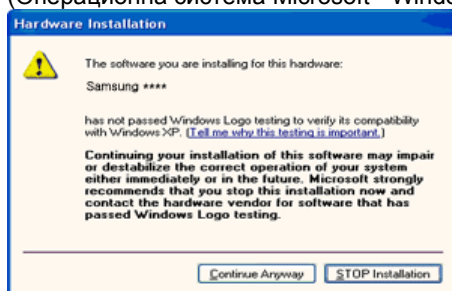 (Операционна система Microsoft® Windo
Hardware Installation
The software you are installing for this hardware:
Samsung ****
has not passed Windows Logo testing to verify its compatibility
with Windows XP. (Tell me why this testing is important.)
Continuing your installation of this software may impair
or destabilize the correct operation of your system
either immediately or in the future. Microsoft strongly
recommends that you stop this installation now and
contact the hardware vendor for software that has
passed Windows Logo testing.
Continue Anyway
STOP Installation